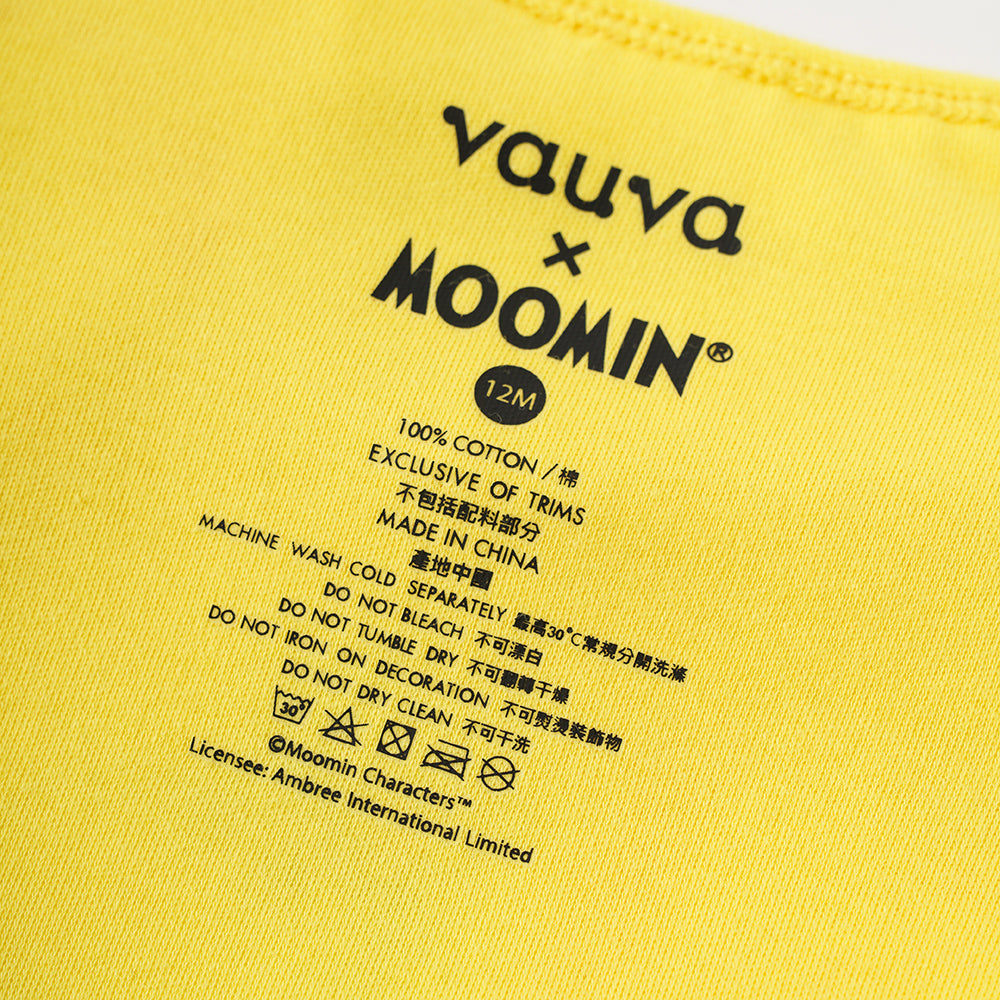 vauva
×
MOOMIN®
12M
100% COTTON / 棉
EXCLUSIVE OF TRIMS
不包括配料部分
MADE IN CHINA
產地中國
MACHINE WASH COLD SEPARATELY 最高30°C常規分開洗滌
DO NOT BLEACH 不可漂白
DO NOT TUMBLE DRY 不可翻轉干燥
DO NOT IRON ON DECORATION 不可熨燙裝飾物
DO NOT DRY CLEAN 不可干洗
30°
©Moomin Characters™
Licensee: Ambree International Limited